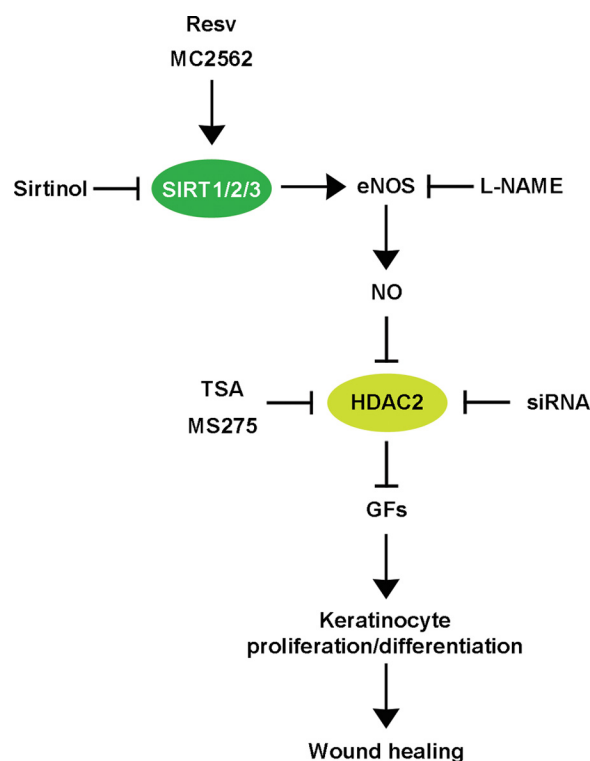 Resv
MC2562
Sirtinol
SIRT1/2/3
eNOS
L-NAME
NO
TSA
MS275
HDAC2
siRNA
GFs
Keratinocyte
proliferation/differentiation
Wound healing